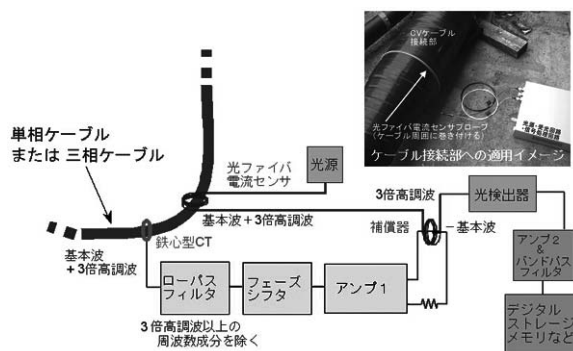 単相ケーブル
または 三相ケーブル
光ファイバ
電流センサ
光源
CVケーブル
接続部
光ファイバ電流センサプローブ
(ケーブル周囲に巻き付ける)
ケーブル接続部への適用イメージ
基本波+3倍高調波
3倍高調波
光検出器
補償器
−基本波
鉄心型CT
基本波
+3倍高調波
ローパス
フィルタ
フェーズ
シフタ
アンプ1
アンプ2
&
バンドパス
フィルタ
デジタル
ストレージ
メモリなど
3倍高調波以上の
周波数成分を除く